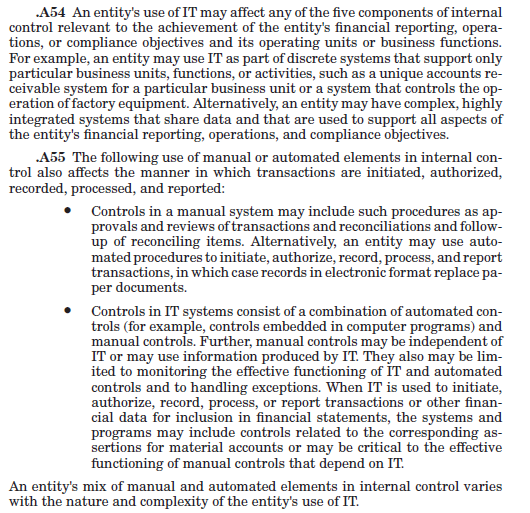 .A54 An entity's use of IT may affect any of the five components of internal
control relevant to the achievement of the entity's financial reporting, opera-
tions, or compliance objectives and its operating units or business functions.
For example, an entity may use IT as part of discrete systems that support only
particular business units, functions, or activities, such as a unique accounts re-
ceivable system for a particular business unit or a system that controls the op-
eration of factory equipment. Alternatively, an entity may have complex, highly
integrated systems that share data and that are used to support all aspects of
the entity's financial reporting, operations, and compliance objectives.
.A55 The following use of manual or automated elements in internal con-
trol also affects the manner in which transactions are initiated, authorized,
recorded, processed, and reported:
• Controls in a manual system may include such procedures as ap-
provals and reviews of transactions and reconciliations and follow-
up of reconciling items. Alternatively, an entity may use auto-
mated procedures to initiate, authorize, record, process, and report
transactions, in which case records in electronic format replace pa-
per documents.
• Controls in IT systems consist of a combination of automated con-
trols (for example, controls embedded in computer programs) and
manual controls. Further, manual controls may be independent of
IT or may use information produced by IT. They also may be lim-
ited to monitoring the effective functioning of IT and automated
controls and to handling exceptions. When IT is used to initiate,
authorize, record, process, or report transactions or other finan-
cial data for inclusion in financial statements, the systems and
programs may include controls related to the corresponding as-
sertions for material accounts or may be critical to the effective
functioning of manual controls that depend on IT.
An entity's mix of manual and automated elements in internal control varies
with the nature and complexity of the entity's use of IT.